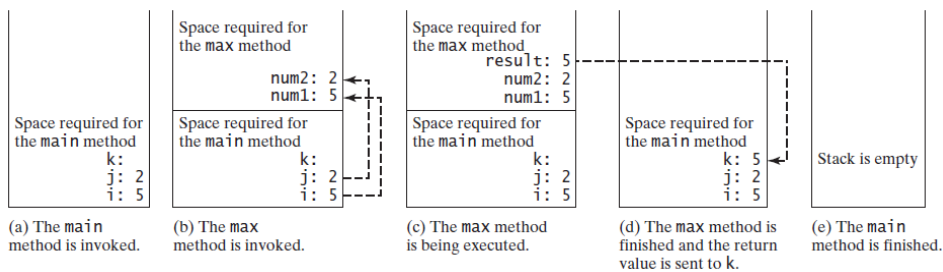 Space required for
the main method
k:
j: 2
i: 5
(a) The main
method is invoked.
Space required for
the max method
num2: 2
num1: 5
Space required for
the main method
k:
j: 2
i: 5
(b) The max
method is invoked.
Space required for
the max method
result: 5
num2: 2
num1: 5
Space required for
the main method
k:
j: 2
i: 5
(c) The max method
is being executed.
Space required for
the main method
k: 5
j: 2
i: 5
(d) The max method is
finished and the return
value is sent to k.
Stack is empty
(e) The main
method is finished.